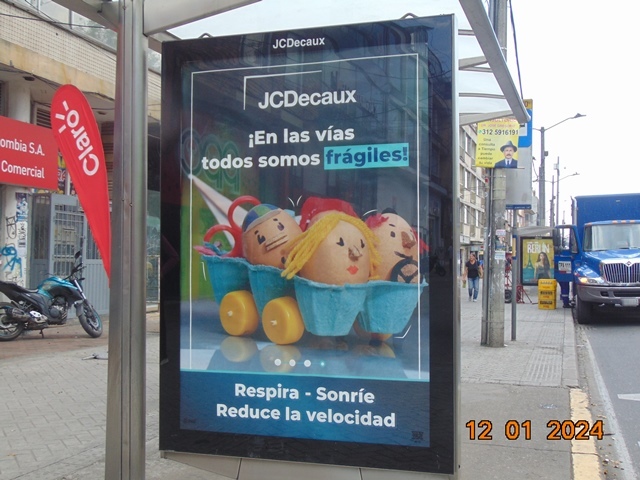 JCDecaux
JCDecaux
¡En las vías
todos somos frágiles!
Respira - Sonríe
Reduce la velocidad
Claro
ombia S.A.
Comercial
312 5916191
BERLIN
12 01 2024